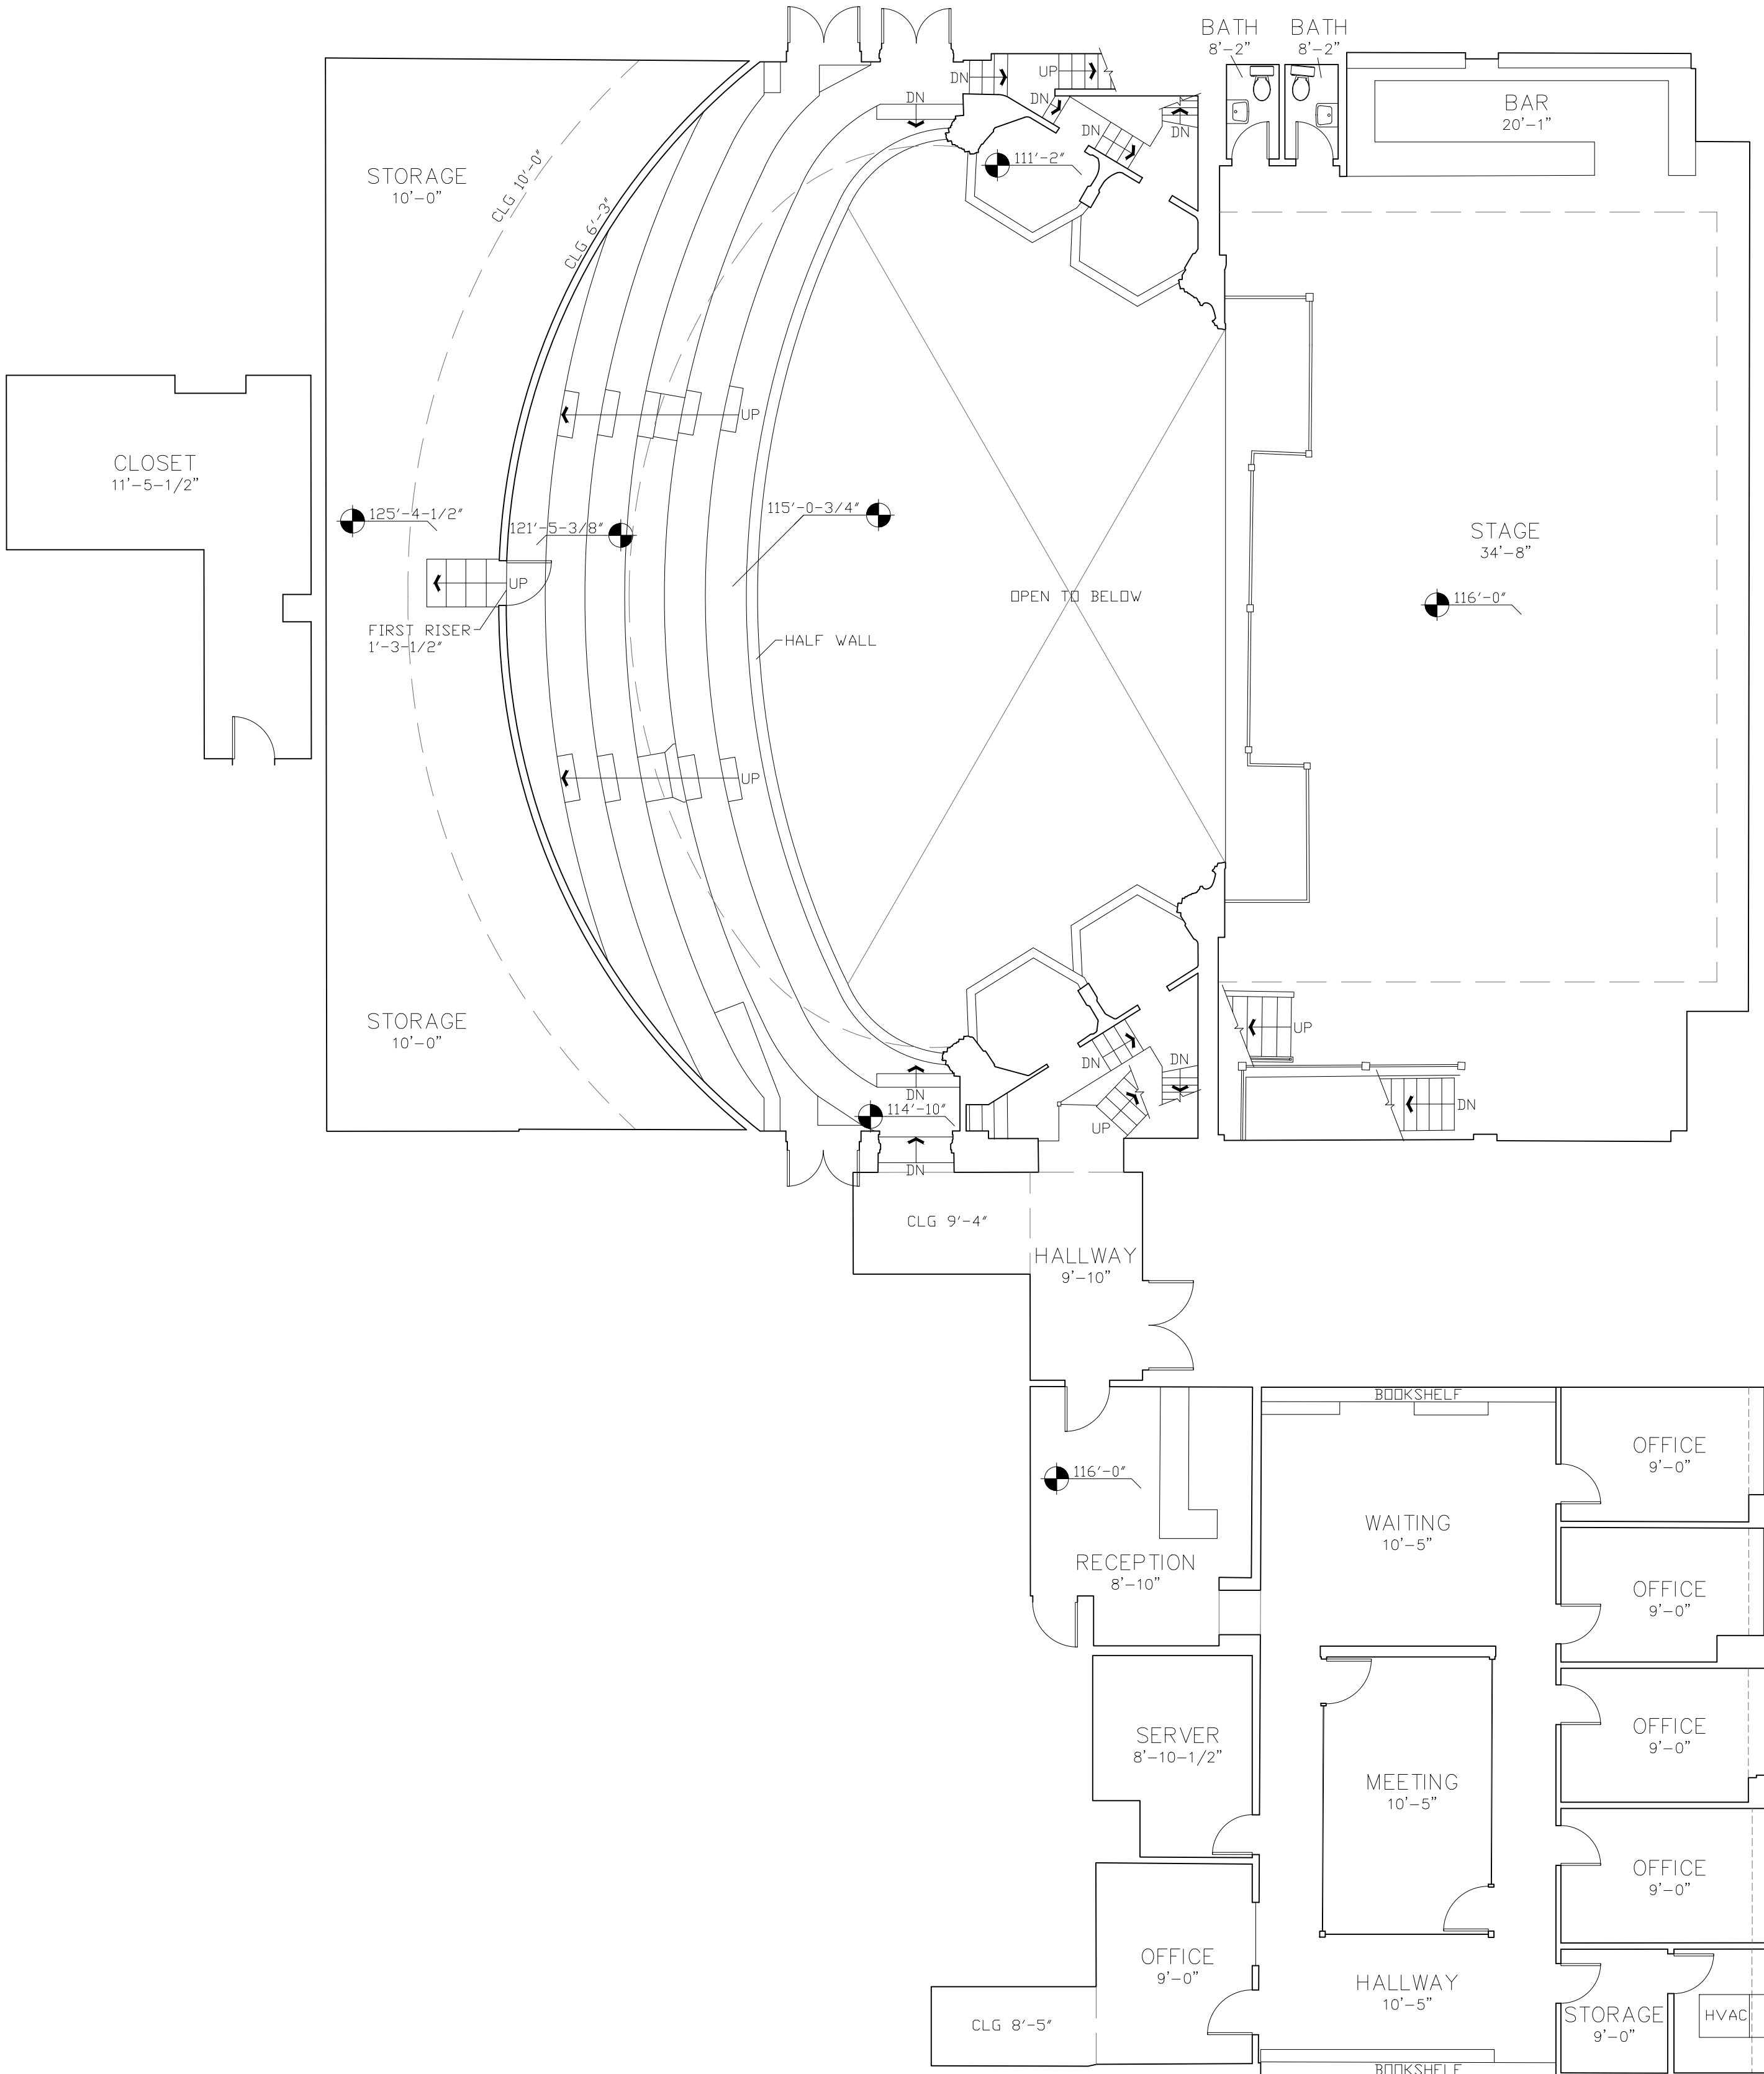 BATH
8'-2"
BATH
8'-2"
DN
UP
DN
DN
DN
DN
BAR
20'-1"
111'-2"
STORAGE
10'-0"
CLG 10'-0"
CLG 6'-3"
UP
CLOSET
11'-5-1/2"
125'-4-1/2"
121'-5-3/8"
115'-0-3/4"
STAGE
34'-8"
116'-0"
UP
OPEN TO BELOW
FIRST RISER
1'-3-1/2"
HALF WALL
UP
STORAGE
10'-0"
UP
DN
DN
DN
114'-10"
UP
DN
DN
CLG 9'-4"
HALLWAY
9'-10"
BOOKSHELF
OFFICE
9'-0"
116'-0"
WAITING
10'-5"
RECEPTION
8'-10"
OFFICE
9'-0"
SERVER
8'-10-1/2"
OFFICE
9'-0"
MEETING
10'-5"
OFFICE
9'-0"
OFFICE
9'-0"
HALLWAY
10'-5"
STORAGE
9'-0"
HVAC
CLG 8'-5"
BOOKSHELF